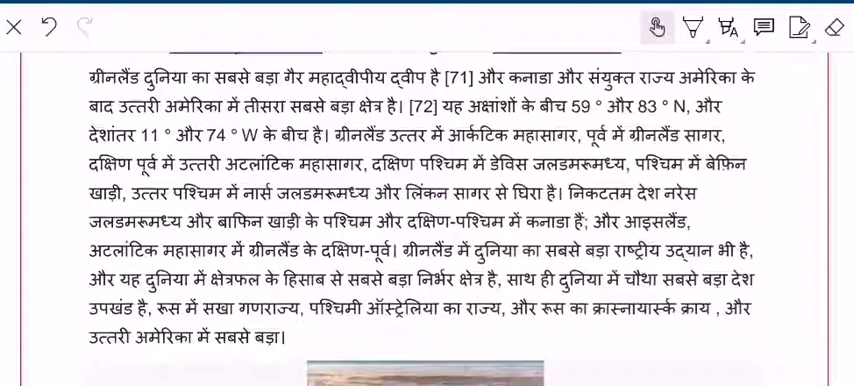 ग्रीनलैंड दुनिया का सबसे बड़ा गैर महाद्वीपीय द्वीप है [71] और कनाडा और संयुक्त राज्य अमेरिका के
बाद उत्तरी अमेरिका में तीसरा सबसे बड़ा क्षेत्र है। [72] यह अक्षांशों के बीच 59 ° और 83 ° N, और
देशांतर 11 ° और 74 ° W के बीच है। ग्रीनलैंड उत्तर में आर्कटिक महासागर, पूर्व में ग्रीनलैंड सागर,
दक्षिण पूर्व में उत्तरी अटलांटिक महासागर, दक्षिण पश्चिम में डेविस जलडमरूमध्य, पश्चिम में बेफ़िन
खाड़ी, उत्तर पश्चिम में नार्स जलडमरूमध्य और लिंकन सागर से घिरा है। निकटतम देश नरेस
जलडमरूमध्य और बाफिन खाड़ी के पश्चिम और दक्षिण-पश्चिम में कनाडा हैं; और आइसलैंड,
अटलांटिक महासागर में ग्रीनलैंड के दक्षिण-पूर्व। ग्रीनलैंड में दुनिया का सबसे बड़ा राष्ट्रीय उद्यान भी है,
और यह दुनिया में क्षेत्रफल के हिसाब से सबसे बड़ा निर्भर क्षेत्र है, साथ ही दुनिया में चौथा सबसे बड़ा देश
उपखंड है, रूस में सखा गणराज्य, पश्चिमी ऑस्ट्रेलिया का राज्य, और रूस का क्रास्नायार्स्क क्राय , और
उत्तरी अमेरिका में सबसे बड़ा।